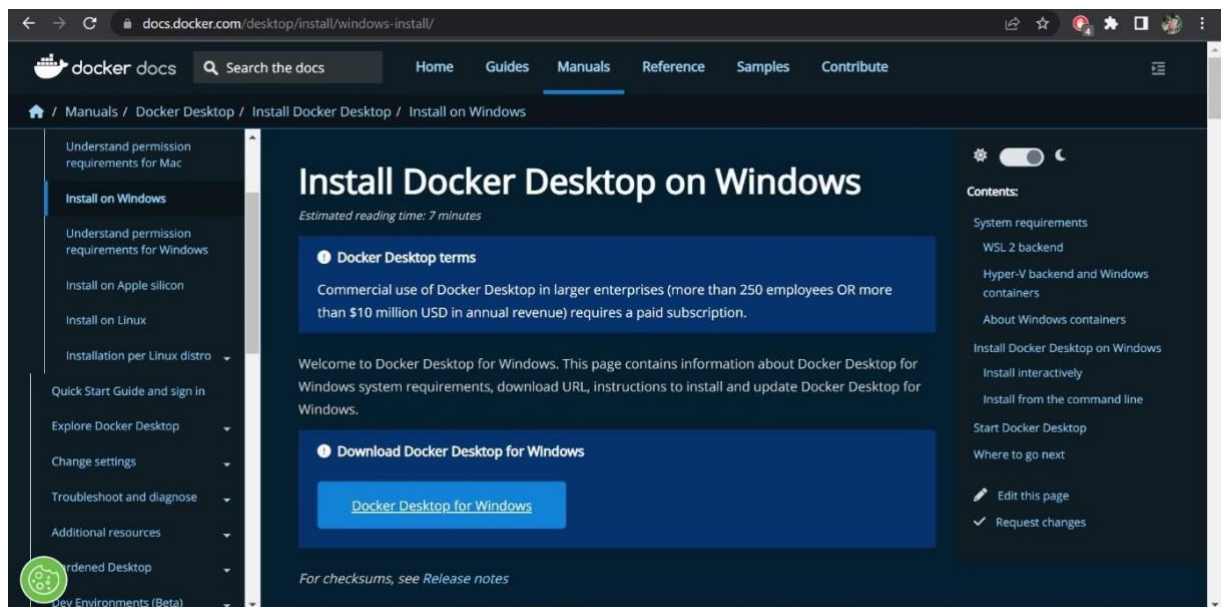 docs.docker.com/desktop/install/windows-install/
4
docker docs
Search the docs
Home
Guides
Manuals
Reference
Samples
Contribute
/ Manuals / Docker Desktop / Install Docker Desktop / Install on Windows
Understand permission
requirements for Mac
Install on Windows
Understand permission
requirements for Windows
Install on Apple silicon
Install on Linux
Installation per Linux distro
Quick Start Guide and sign in
Explore Docker Desktop
Change settings
Troubleshoot and diagnose
Additional resources
Desktop
Dev Environments (Beta)
Install Docker Desktop on Windows
Estimated reading time: 7 minutes
Docker Desktop terms
Commercial use of Docker Desktop in larger enterprises (more than 250 employees OR more
than $10 million USD in annual revenue) requires a paid subscription.
Welcome to Docker Desktop for Windows. This page contains information about Docker Desktop for
Windows system requirements, download URL, instructions to install and update Docker Desktop for
Windows.
Download Docker Desktop for Windows
Docker Desktop for Windows
For checksums, see Release notes
Contents:
System requirements
WSL 2 backend
Hyper-V backend and Windows
containers
About Windows containers
Install Docker Desktop on Windows
Install interactively
Install from the command line
Start Docker Desktop
Where to go next
Edit this page
Request changes